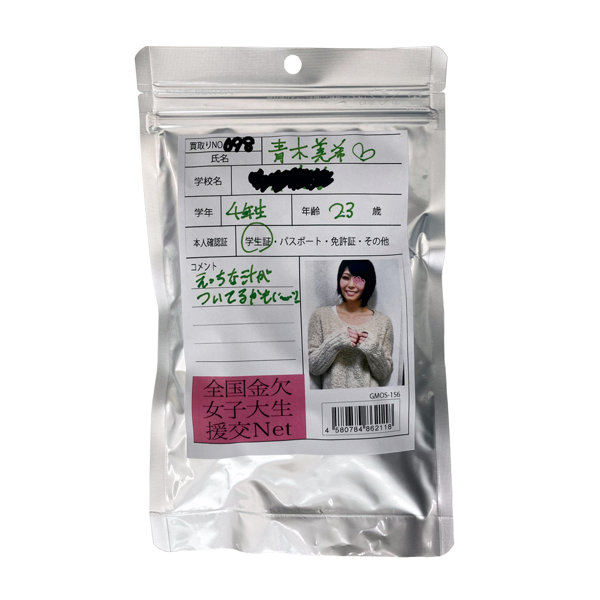 買取りNO 698
氏名 青木美希♡
学校名
学年 4年生 年齢 23 歳
本人確認証 学生証・パスポート・免許証・その他
コメント
えっちな汁が
ついてるかも
GMOS-156
全国金欠
女子大生
援交Net
4 580784 862118